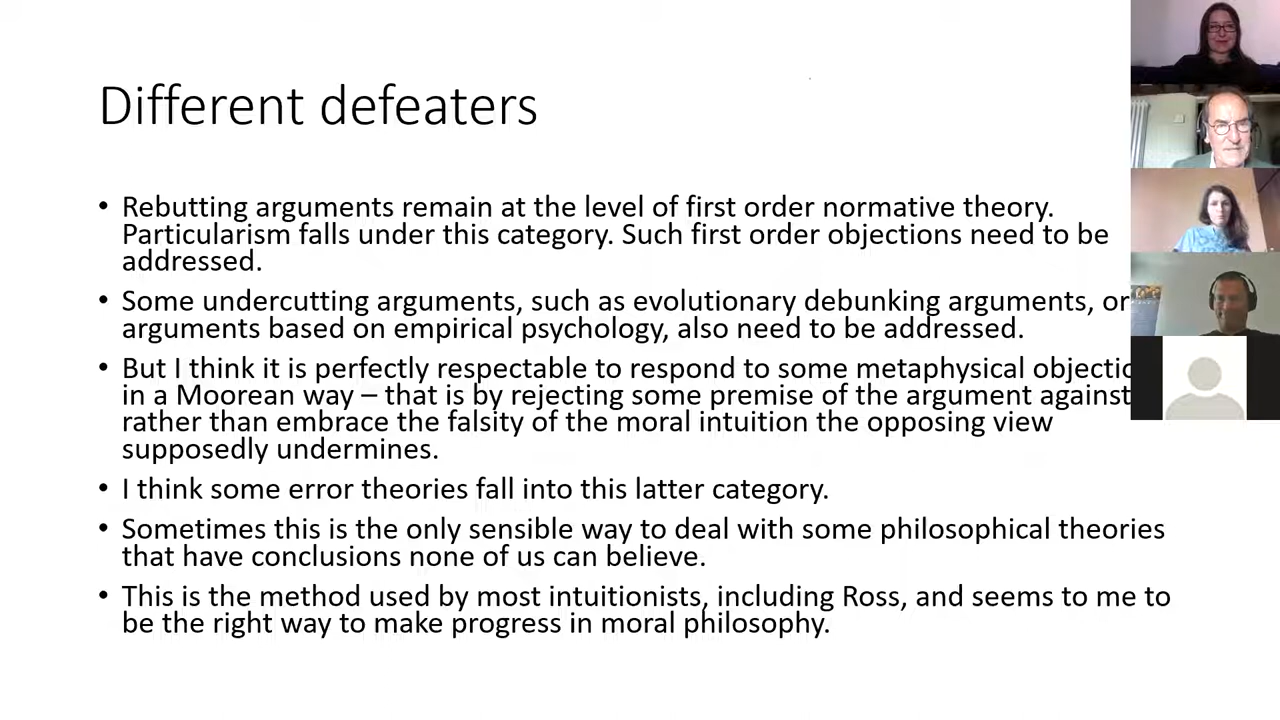 Different defeaters
• Rebutting arguments remain at the level of first order normative theory.
Particularism falls under this category. Such first order objections need to be
addressed.
• Some undercutting arguments, such as evolutionary debunking arguments, or
arguments based on empirical psychology, also need to be addressed.
• But I think it is perfectly respectable to respond to some metaphysical
in a Moorean way – that is by rejecting some premise of the argument against
rather than embrace the falsity of the moral intuition the opposing view
supposedly undermines.
• I think some error theories fall into this latter category.
• Sometimes this is the only sensible way to deal with some philosophical theories
that have conclusions none of us can believe.
• This is the method used by most intuitionists, including Ross, and seems to me to
be the right way to make progress in moral philosophy.